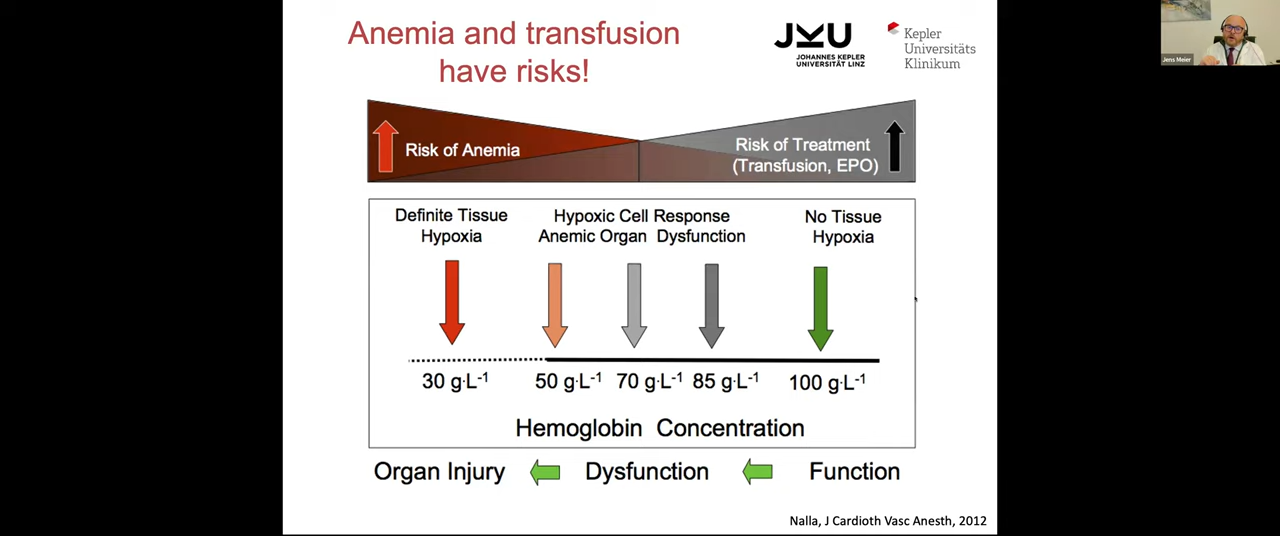 Anemia and transfusion
have risks!
JKU
JOHANNES KEPLER
UNIVERSITÄT LINZ
Kepler
Universitäts
Klinikum
Jens Meier
Risk of Anemia
Risk of Treatment
(Transfusion, EPO)
Definite Tissue
Hypoxia
Hypoxic Cell Response
Anemic Organ Dysfunction
No Tissue
Hypoxia
30 g·L⁻¹ 50 g·L⁻¹ 70 g·L⁻¹ 85 g·L⁻¹ 100 g·L⁻¹
Hemoglobin Concentration
Organ Injury Dysfunction Function
Nalla, J Cardioth Vasc Anesth, 2012